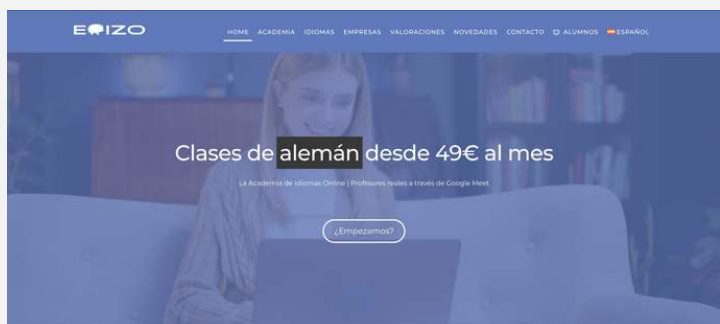 EDIZO
HOME ACADEMIA IDIOMAS EMPRESAS VALORACIONES NOVEDADES CONTACTO ALUMNOS ESPAÑOL
Clases de alemán desde 49€ al mes
La Academia de Idiomas Online | Profesores reales a través de Google Meet
¿Empezamos?